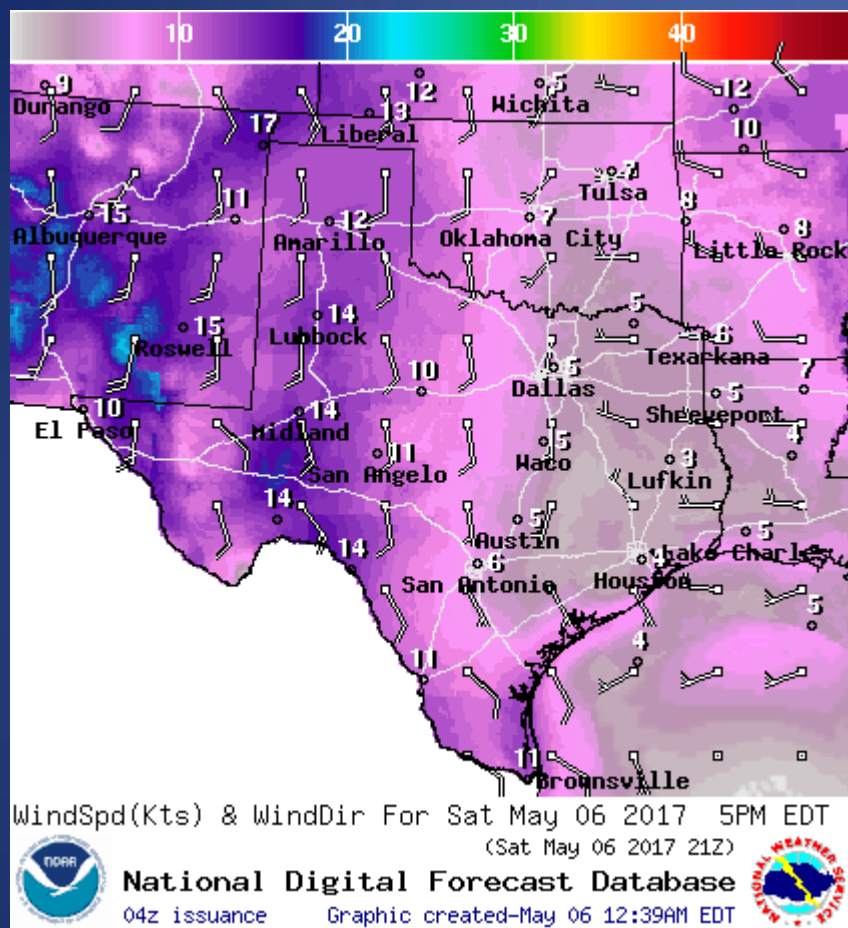 10 20 30 40
9 12 5 12
Durango Wichita
13
Liberal
17 10
7
Tulsa
15 11 12 7 8 8
Albuquerque Amarillo Oklahoma City Little Rock
14 5
15
Roswell Lubbock 6
Texarkana
5
Dallas
10 7
10 14 5
El Paso Midland Shreveport
11 5 4
San Angelo Waco 3
Lufkin
14 5 5
Austin Lake Charles
14 6 4
San Antonio Houston
5
11 4
11
Brownsville
WindSpd(Kts) & WindDir For Sat May 06 2017 5PM EDT
(Sat May 06 2017 21Z)
National Digital Forecast Database
04z issuance Graphic created-May 06 12:39AM EDT
NOAA
NATIONAL WEATHER SERVICE